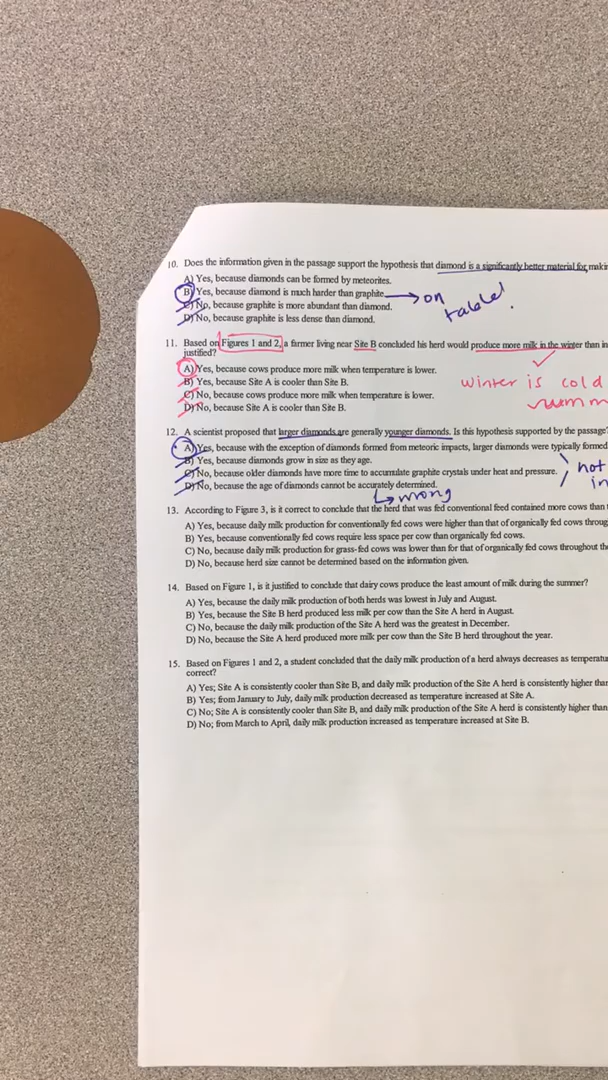 10. Does the information given in the passage support the hypothesis that diamond is a significantly better material for makin
A) Yes, because diamonds can be formed by meteorites.
B) Yes, because diamond is much harder than graphite. → on table!
C) No, because graphite is more abundant than diamond.
D) No, because graphite is less dense than diamond.
11. Based on Figures 1 and 2, a farmer living near Site B concluded his herd would produce more milk in the winter than in
justified?
A) Yes, because cows produce more milk when temperature is lower.
B) Yes, because Site A is cooler than Site B.
winter is cold
C) No, because cows produce more milk when temperature is lower.
summ
D) No, because Site A is cooler than Site B.
12. A scientist proposed that larger diamonds are generally younger diamonds. Is this hypothesis supported by the passage?
A) Yes, because with the exception of diamonds formed from meteoric impacts, larger diamonds were typically formed
B) Yes, because diamonds grow in size as they age.
C) No, because older diamonds have more time to accumulate graphite crystals under heat and pressure.
not in
D) No, because the age of diamonds cannot be accurately determined.
↳ wrong
13. According to Figure 3, is it correct to conclude that the herd that was fed conventional feed contained more cows than
A) Yes, because daily milk production for conventionally fed cows were higher than that of organically fed cows throug
B) Yes, because conventionally fed cows require less space per cow than organically fed cows.
C) No, because daily milk production for grass-fed cows was lower than for that of organically fed cows throughout the
D) No, because herd size cannot be determined based on the information given.
14. Based on Figure 1, is it justified to conclude that dairy cows produce the least amount of milk during the summer?
A) Yes, because the daily milk production of both herds was lowest in July and August.
B) Yes, because the Site B herd produced less milk per cow than the Site A herd in August.
C) No, because the daily milk production of the Site A herd was the greatest in December.
D) No, because the Site A herd produced more milk per cow than the Site B herd throughout the year.
15. Based on Figures 1 and 2, a student concluded that the daily milk production of a herd always decreases as temperatu
correct?
A) Yes; Site A is consistently cooler than Site B, and daily milk production of the Site A herd is consistently higher than
B) Yes; from January to July, daily milk production decreased as temperature increased at Site A.
C) No; Site A is consistently cooler than Site B, and daily milk production of the Site A herd is consistently higher than
D) No; from March to April, daily milk production increased as temperature increased at Site B.